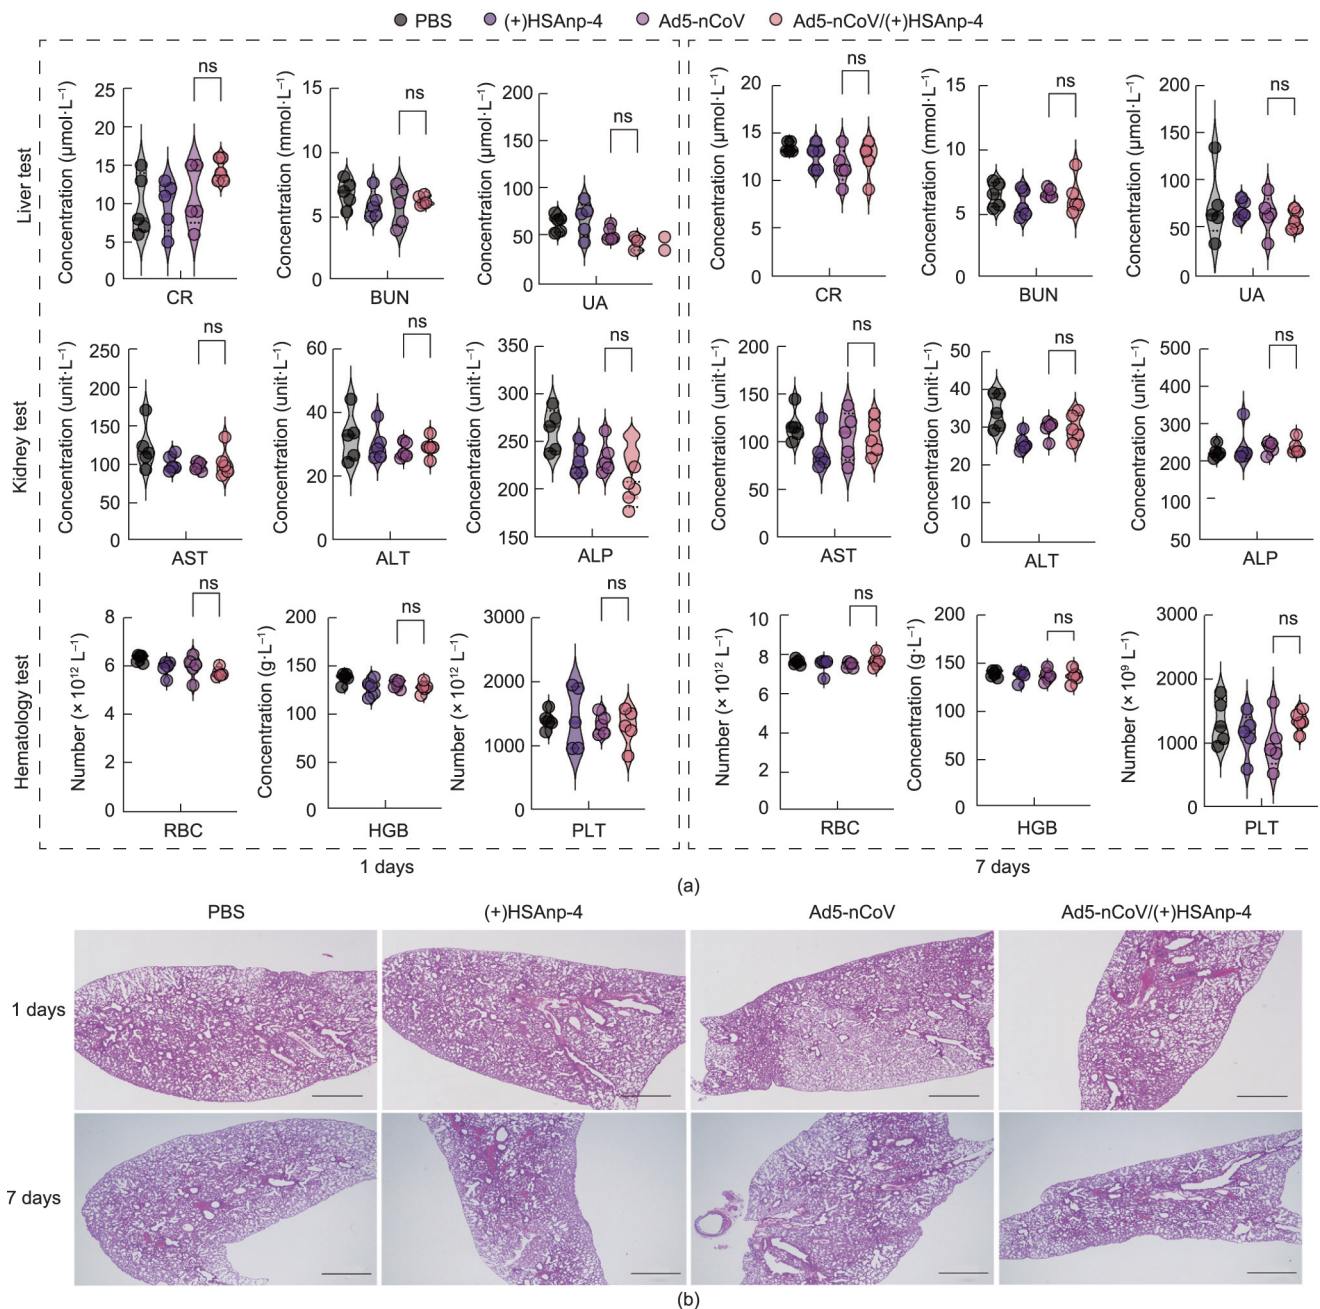 PBS (+)HSAnp-4 Ad5-nCoV Ad5-nCoV/(+)HSAnp-4
Liver test
Concentration (μmol·L⁻¹)
25
20
15
10
5
0
ns
CR
Concentration (mmol·L⁻¹)
15
10
5
0
ns
BUN
Concentration (μmol·L⁻¹)
200
150
100
50
0
ns
UA
Concentration (μmol·L⁻¹)
20
15
10
5
0
ns
CR
Concentration (mmol·L⁻¹)
15
10
5
0
ns
BUN
Concentration (μmol·L⁻¹)
200
150
100
50
0
ns
UA
Kidney test
Concentration (unit·L⁻¹)
250
200
150
100
50
0
ns
AST
Concentration (unit·L⁻¹)
60
40
20
0
ns
ALT
Concentration (unit·L⁻¹)
350
300
250
200
150
ns
ALP
Concentration (unit·L⁻¹)
200
150
100
50
0
ns
AST
Concentration (unit·L⁻¹)
50
40
30
20
10
0
ns
ALT
Concentration (unit·L⁻¹)
500
400
300
200
100
50
ns
ALP
Hematology test
Number (× 10¹² L⁻¹)
8
6
4
2
0
ns
RBC
Concentration (g·L⁻¹)
200
150
100
50
0
ns
HGB
Number (× 10¹² L⁻¹)
3000
2000
1000
0
ns
PLT
Number (× 10¹² L⁻¹)
10
8
6
4
2
0
ns
RBC
Concentration (g·L⁻¹)
200
150
100
50
0
ns
HGB
Number (× 10⁹ L⁻¹)
3000
2000
1000
0
ns
PLT
1 days
7 days
(a)
PBS (+)HSAnp-4 Ad5-nCoV Ad5-nCoV/(+)HSAnp-4
1 days
7 days
(b)